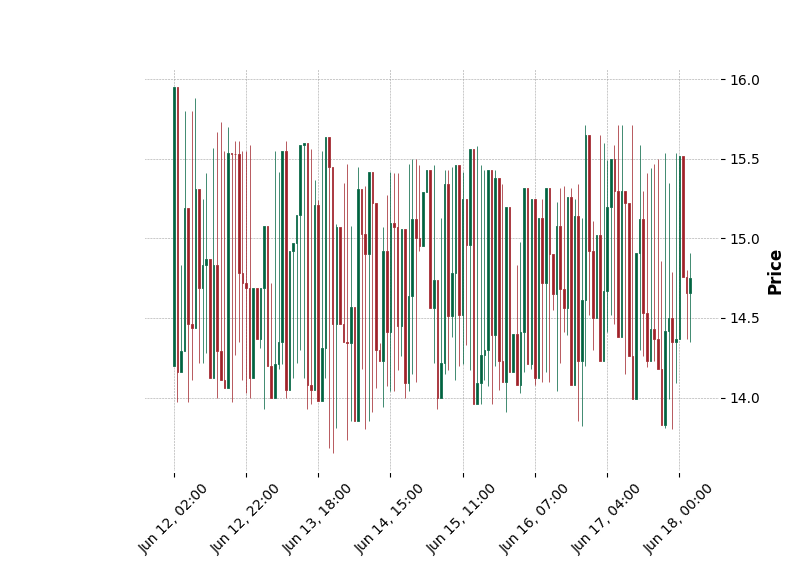 16.0
15.5
15.0
14.5
14.0
Price
Jun 12, 02:00
Jun 12, 22:00
Jun 13, 18:00
Jun 14, 15:00
Jun 15, 11:00
Jun 16, 07:00
Jun 17, 04:00
Jun 18, 00:00